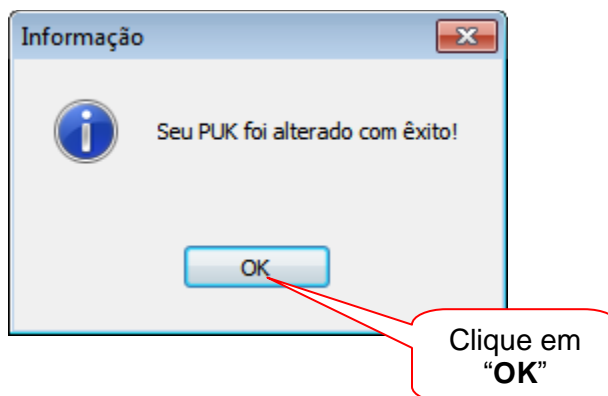 Informação
Seu PUK foi alterado com êxito!
OK
Clique em
“OK”